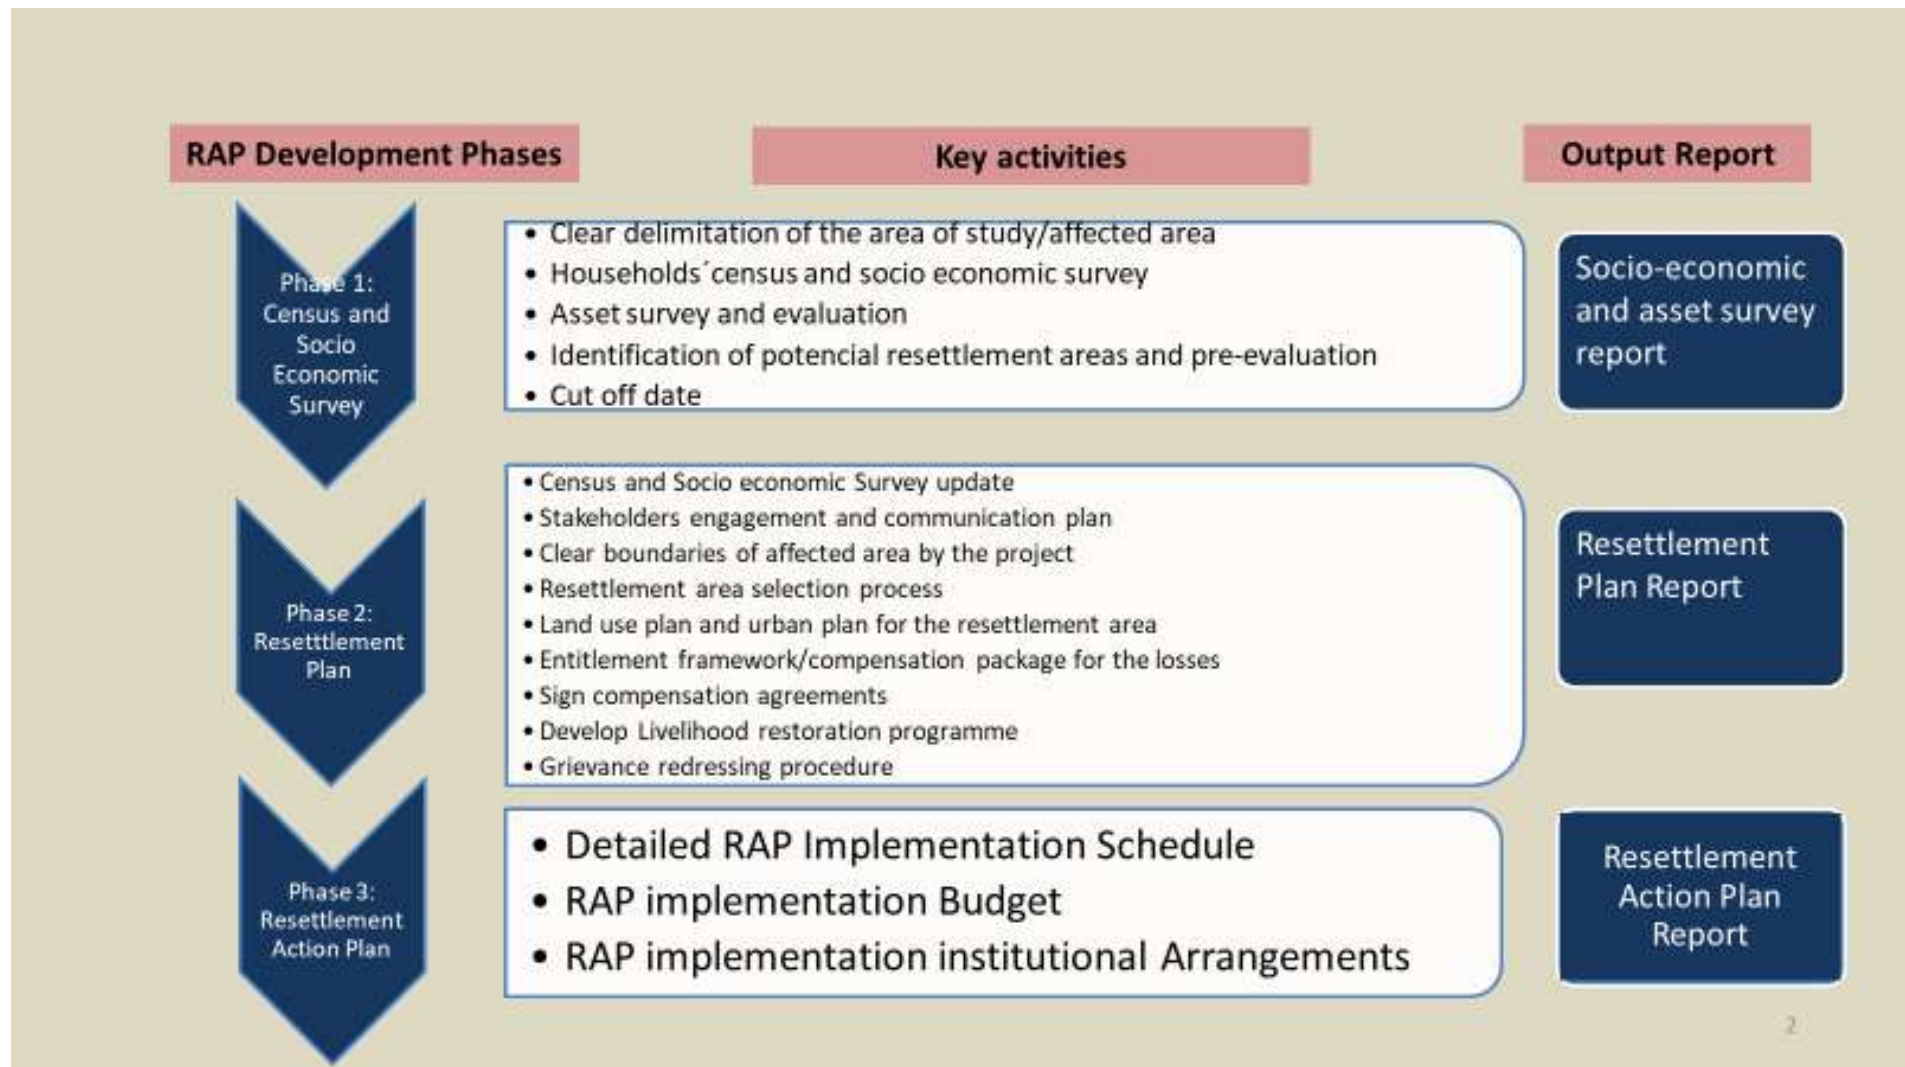 RAP Development Phases
Key activities
Output Report
Phase 1:
Census and
Socio
Economic
Survey
• Clear delimitation of the area of study/affected area
• Households´census and socio economic survey
• Asset survey and evaluation
• Identification of potencial resettlement areas and pre-evaluation
• Cut off date
Socio-economic
and asset survey
report
Phase 2:
Resetttlement
Plan
• Census and Socio economic Survey update
• Stakeholders engagement and communication plan
• Clear boundaries of affected area by the project
• Resettlement area selection process
• Land use plan and urban plan for the resettlement area
• Entitlement framework/compensation package for the losses
• Sign compensation agreements
• Develop Livelihood restoration programme
• Grievance redressing procedure
Resettlement
Plan Report
Phase 3:
Resettlement
Action Plan
• Detailed RAP Implementation Schedule
• RAP implementation Budget
• RAP implementation institutional Arrangements
Resettlement
Action Plan
Report
2